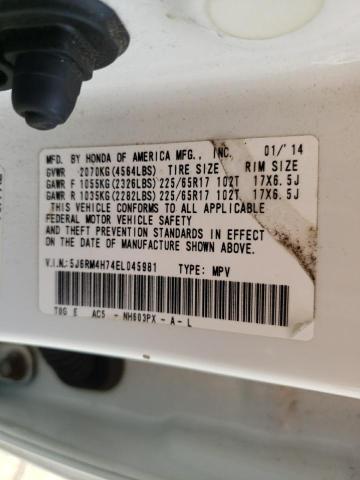 MFD. BY HONDA OF AMERICA MFG., INC. 01/'14
GVWR 2070KG(4564LBS) TIRE SIZE RIM SIZE
GAWR F 1055KG(2326LBS) 225/65R17 102T 17X6.5J
GAWR R 1035KG(2282LBS) 225/65R17 102T 17X6.5J
THIS VEHICLE CONFORMS TO ALL APPLICABLE
FEDERAL MOTOR VEHICLE SAFETY
AND THEFT PREVENTION STANDARDS IN EFFECT
ON THE DATE OF MANUFACTURE SHOWN ABOVE.
V.I.N.: 5J6RM4H74EL045981 TYPE: MPV
T0G E AC5 - NH603PX - A - L